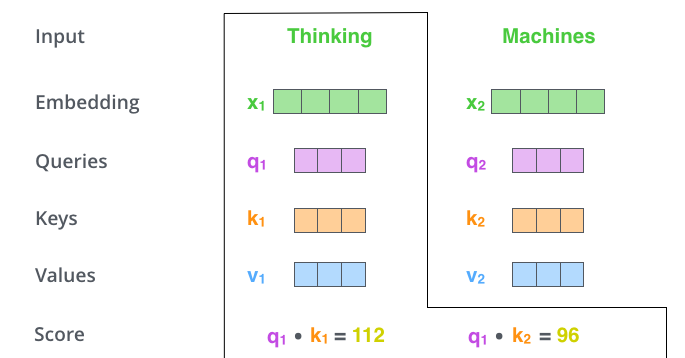 Input Thinking Machines
Embedding x₁ x₂
Queries q₁ q₂
Keys k₁ k₂
Values v₁ v₂
Score q₁ • k₁ = 112 q₁ • k₂ = 96